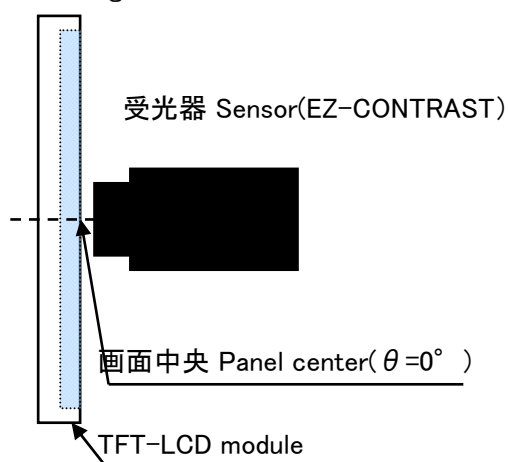 受光器 Sensor(EZ-CONTRAST)
画面中央 Panel center(θ=0°)
TFT-LCD module